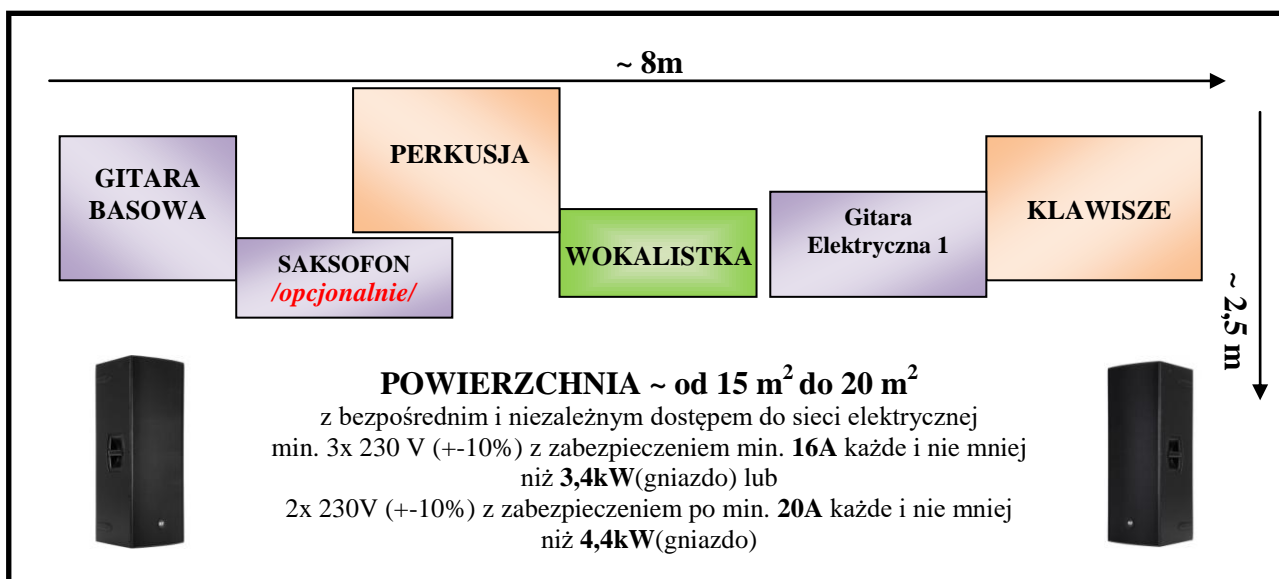 ~ 8m
PERKUSJA
GITARA
BASOWA
KLAWISZE
Gitara
Elektryczna 1
WOKALISTKA
SAKSOFON
/opcjonalnie/
~ 2,5 m
POWIERZCHNIA ~ od 15 m² do 20 m²
z bezpośrednim i niezależnym dostępem do sieci elektrycznej
min. 3x 230 V (+-10%) z zabezpieczeniem min. 16A każde i nie mniej
niż 3,4kW(gniazdo) lub
2x 230V (+-10%) z zabezpieczeniem po min. 20A każde i nie mniej
niż 4,4kW(gniazdo)